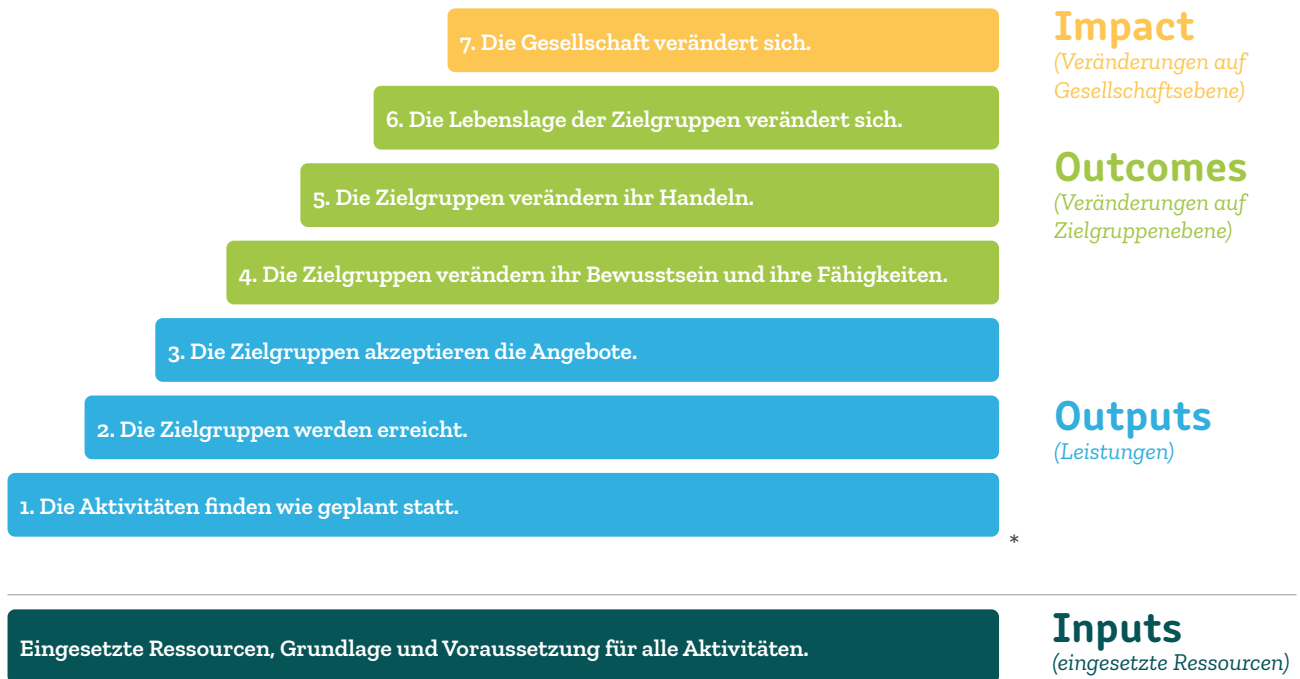 7. Die Gesellschaft verändert sich.
Impact
(Veränderungen auf
Gesellschaftsebene)
6. Die Lebenslage der Zielgruppen verändert sich.
5. Die Zielgruppen verändern ihr Handeln.
4. Die Zielgruppen verändern ihr Bewusstsein und ihre Fähigkeiten.
Outcomes
(Veränderungen auf
Zielgruppenebene)
3. Die Zielgruppen akzeptieren die Angebote.
2. Die Zielgruppen werden erreicht.
1. Die Aktivitäten finden wie geplant statt.
Outputs
(Leistungen)
*
Eingesetzte Ressourcen, Grundlage und Voraussetzung für alle Aktivitäten.
Inputs
(eingesetzte Ressourcen)